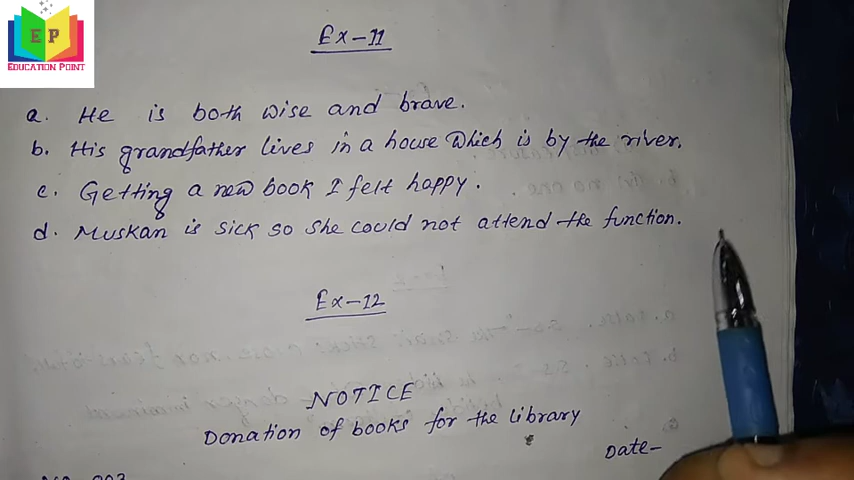 E P
EDUCATION POINT
Ex-11
a. He is both wise and brave.
b. His grandfather lives in a house which is by the river.
c. Getting a new book I felt happy.
d. Muskan is sick so she could not attend the function.
Ex-12
NOTICE
Donation of books for the library
Date-